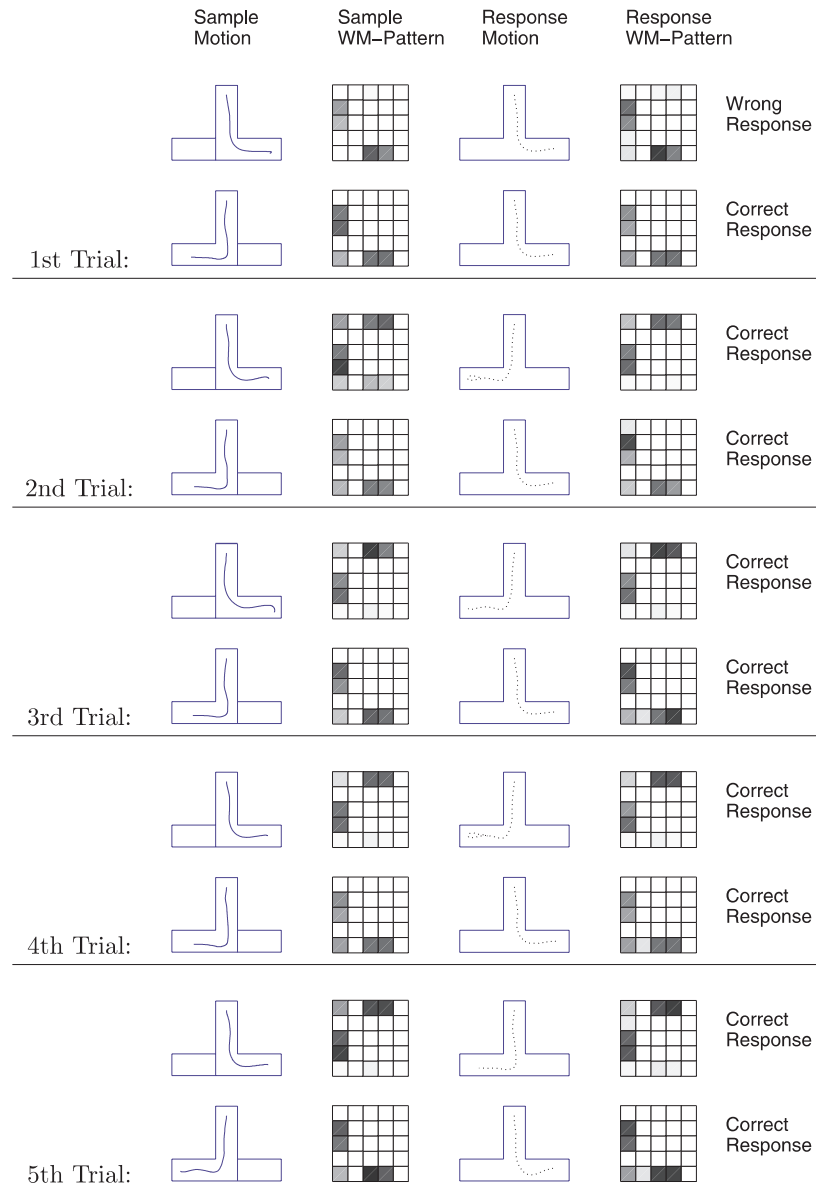 Sample Motion
Sample WM-Pattern
Response Motion
Response WM-Pattern
Wrong Response
Correct Response
1st Trial:
Correct Response
Correct Response
2nd Trial:
Correct Response
Correct Response
3rd Trial:
Correct Response
Correct Response
4th Trial:
Correct Response
Correct Response
5th Trial: